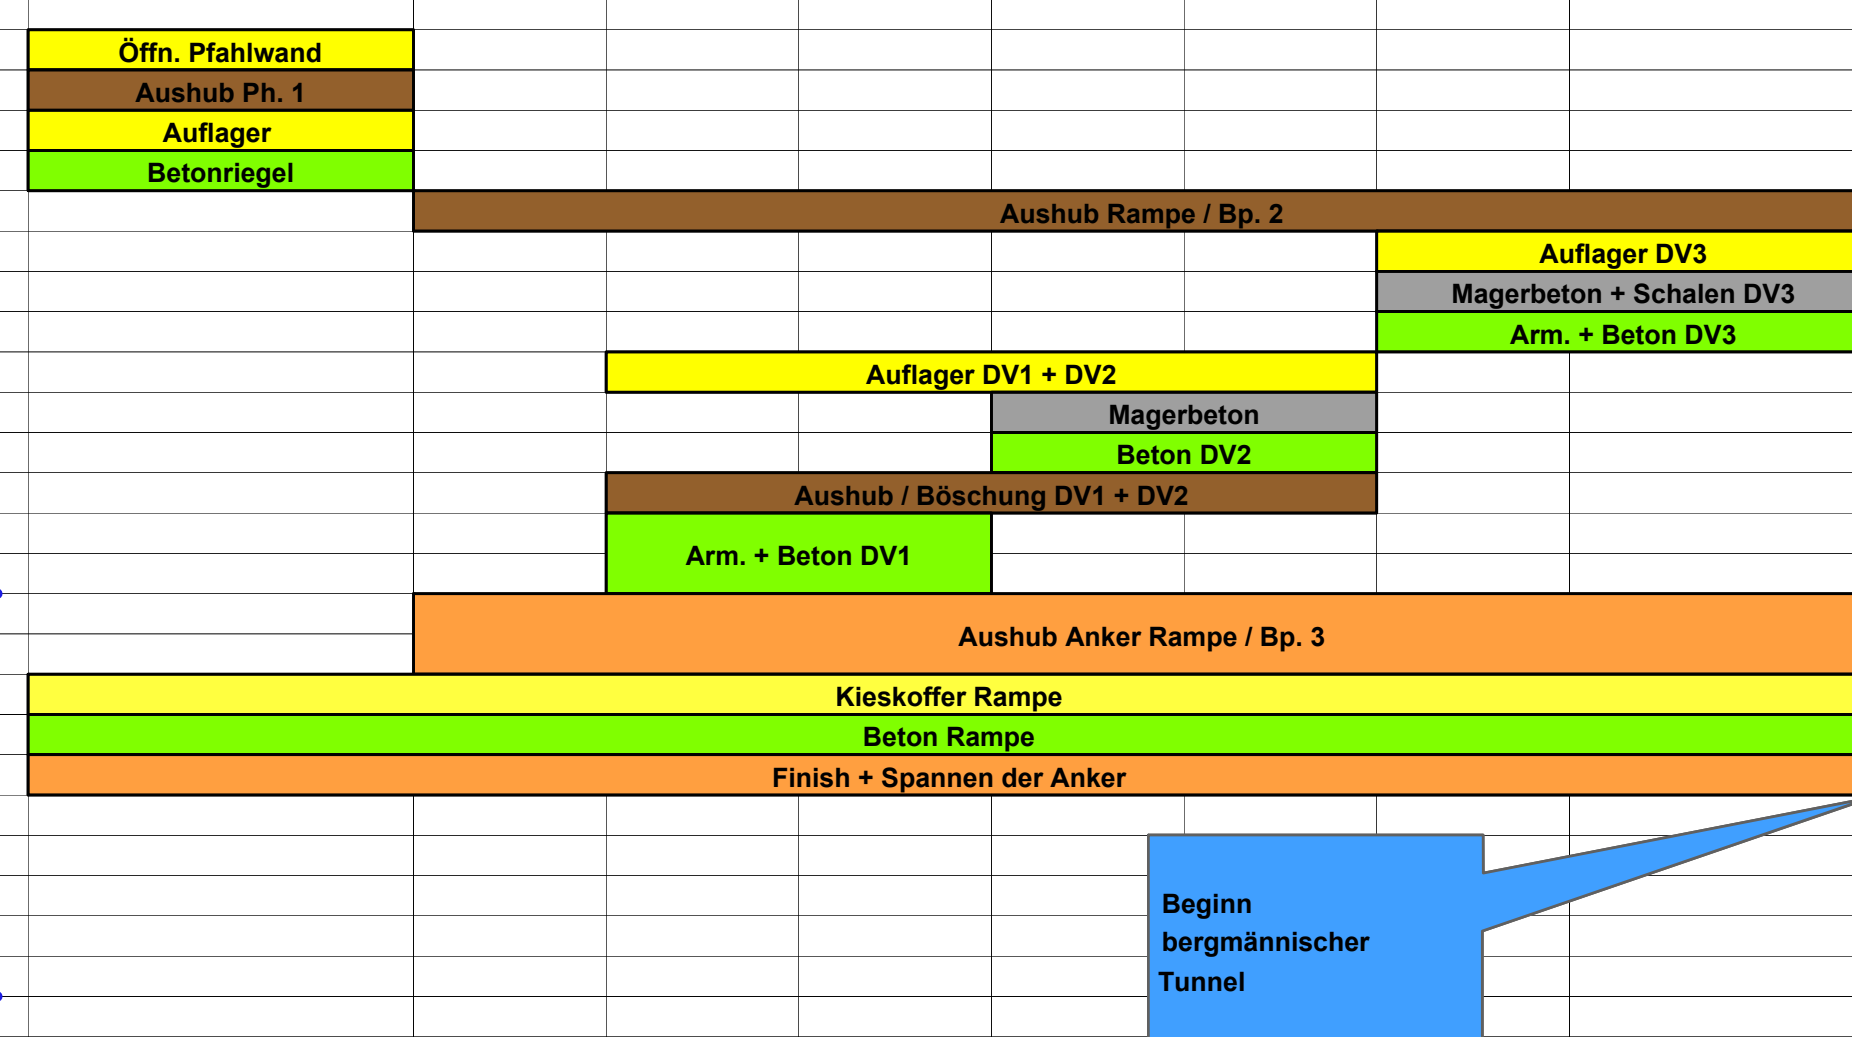 Öffn. Pfahlwand
Aushub Ph. 1
Auflager
Betonriegel
Aushub Rampe / Bp. 2
Auflager DV3
Magerbeton + Schalen DV3
Arm. + Beton DV3
Auflager DV1 + DV2
Magerbeton
Beton DV2
Aushub / Böschung DV1 + DV2
Arm. + Beton DV1
Aushub Anker Rampe / Bp. 3
Kieskoffer Rampe
Beton Rampe
Finish + Spannen der Anker
Beginn
bergmännischer
Tunnel